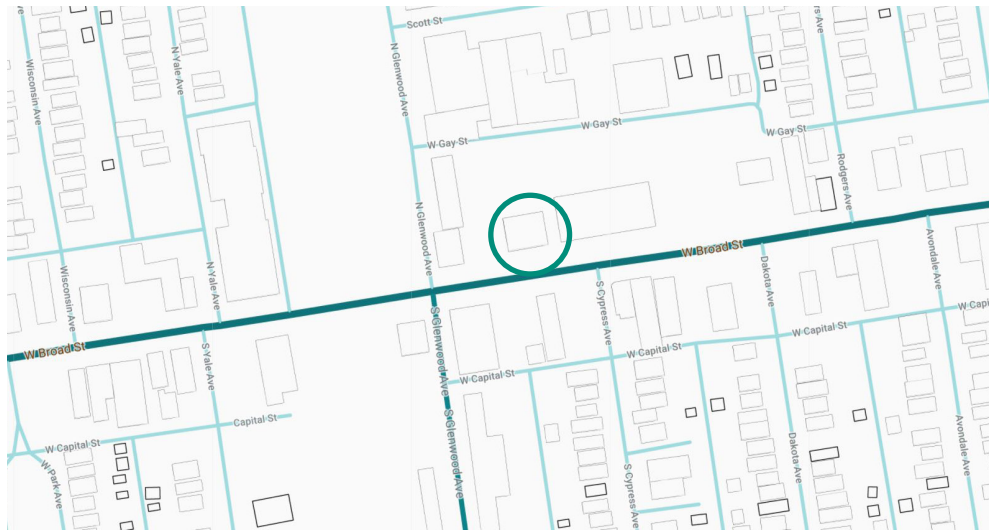 Scott St
Wisconsin Ave
N Yale Ave
N Glenwood Ave
W Gay St
W Gay St
W Gay St
Rodgers Ave
N Glenwood Ave
W Broad St
Wisconsin Ave
N Yale Ave
Dakota Ave
Avondale Ave
S Cypress Ave
S Glenwood Ave
W Broad St
S Yale Ave
W Capital St
W Capital St
W Capital St
Capital St
W Capital St
W Park Ave
S Glenwood Ave
S Cypress Ave
Dakota Ave
Avondale Ave